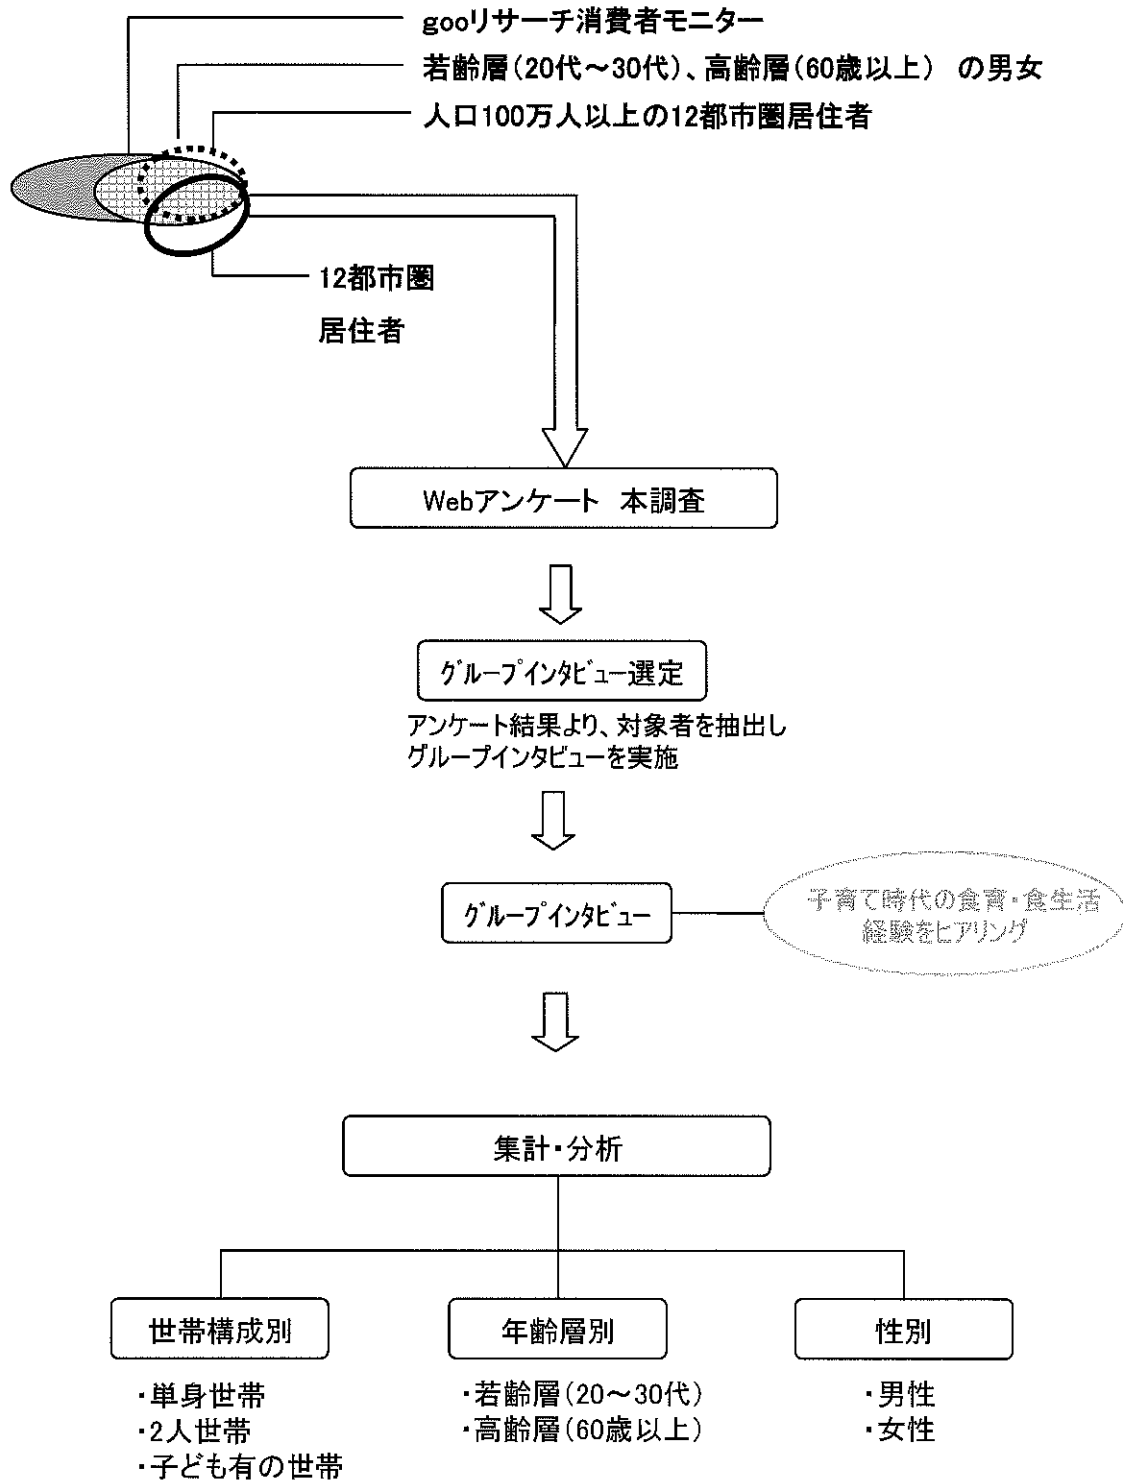 gooリサーチ消費者モニター
若齢層(20代～30代)、高齢層(60歳以上) の男女
人口100万人以上の12都市圏居住者
12都市圏
居住者
Webアンケート 本調査
グループインタビュー選定
アンケート結果より、対象者を抽出し
グループインタビューを実施
グループインタビュー
子育て時代の食育・食生活
経験をヒアリング
集計・分析
世帯構成別
・単身世帯
・2人世帯
・子ども有の世帯
年齢層別
・若齢層(20～30代)
・高齢層(60歳以上)
性別
・男性
・女性